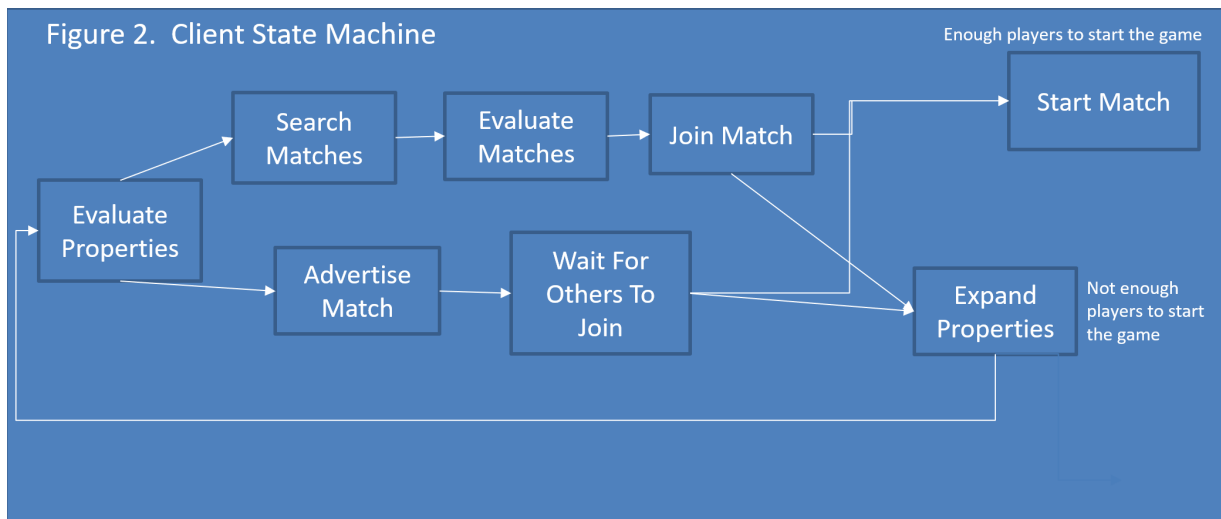 Figure 2.  Client State Machine
Enough players to start the game
Start Match
Search
Matches
Evaluate
Matches
Join Match
Evaluate
Properties
Advertise
Match
Wait For
Others To
Join
Expand
Properties
Not enough
players to start
the game